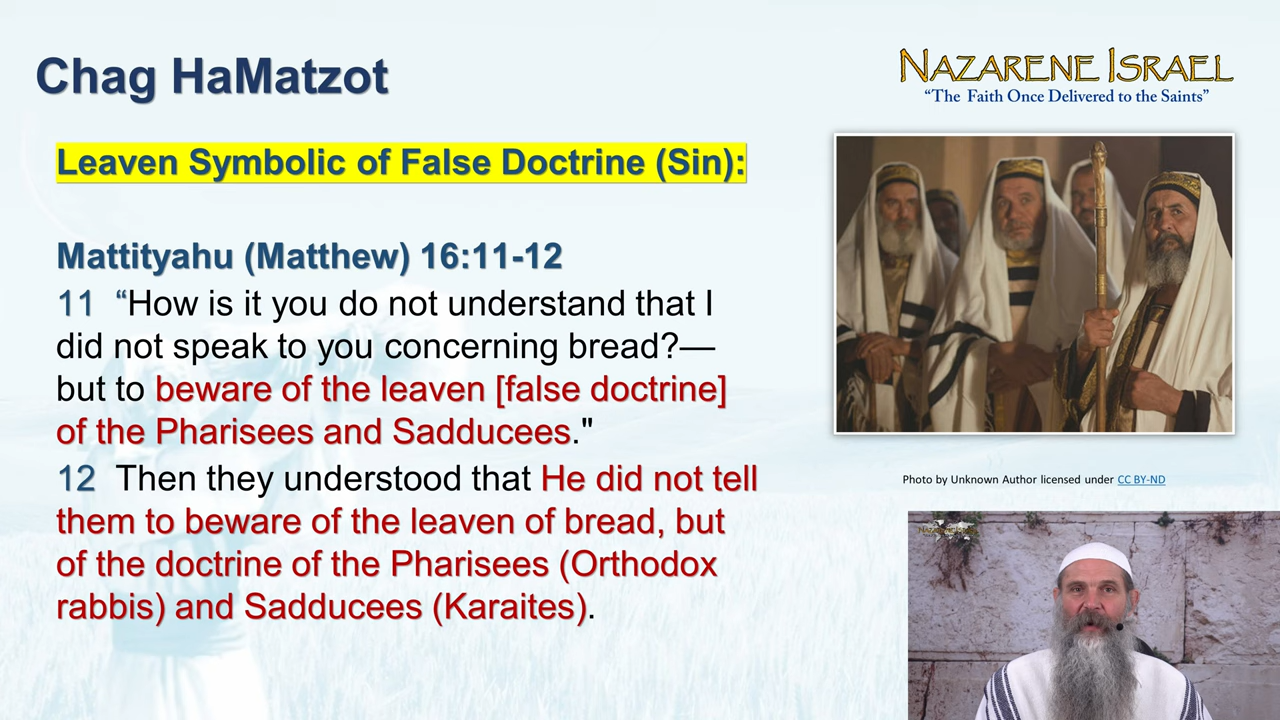 Chag HaMatzot
NAZARENE ISRAEL
“The Faith Once Delivered to the Saints”
Leaven Symbolic of False Doctrine (Sin):
Mattityahu (Matthew) 16:11-12
11 “How is it you do not understand that I
did not speak to you concerning bread?—
but to beware of the leaven [false doctrine]
of the Pharisees and Sadducees."
12 Then they understood that He did not tell
them to beware of the leaven of bread, but
of the doctrine of the Pharisees (Orthodox
rabbis) and Sadducees (Karaites).
Photo by Unknown Author licensed under CC BY-ND